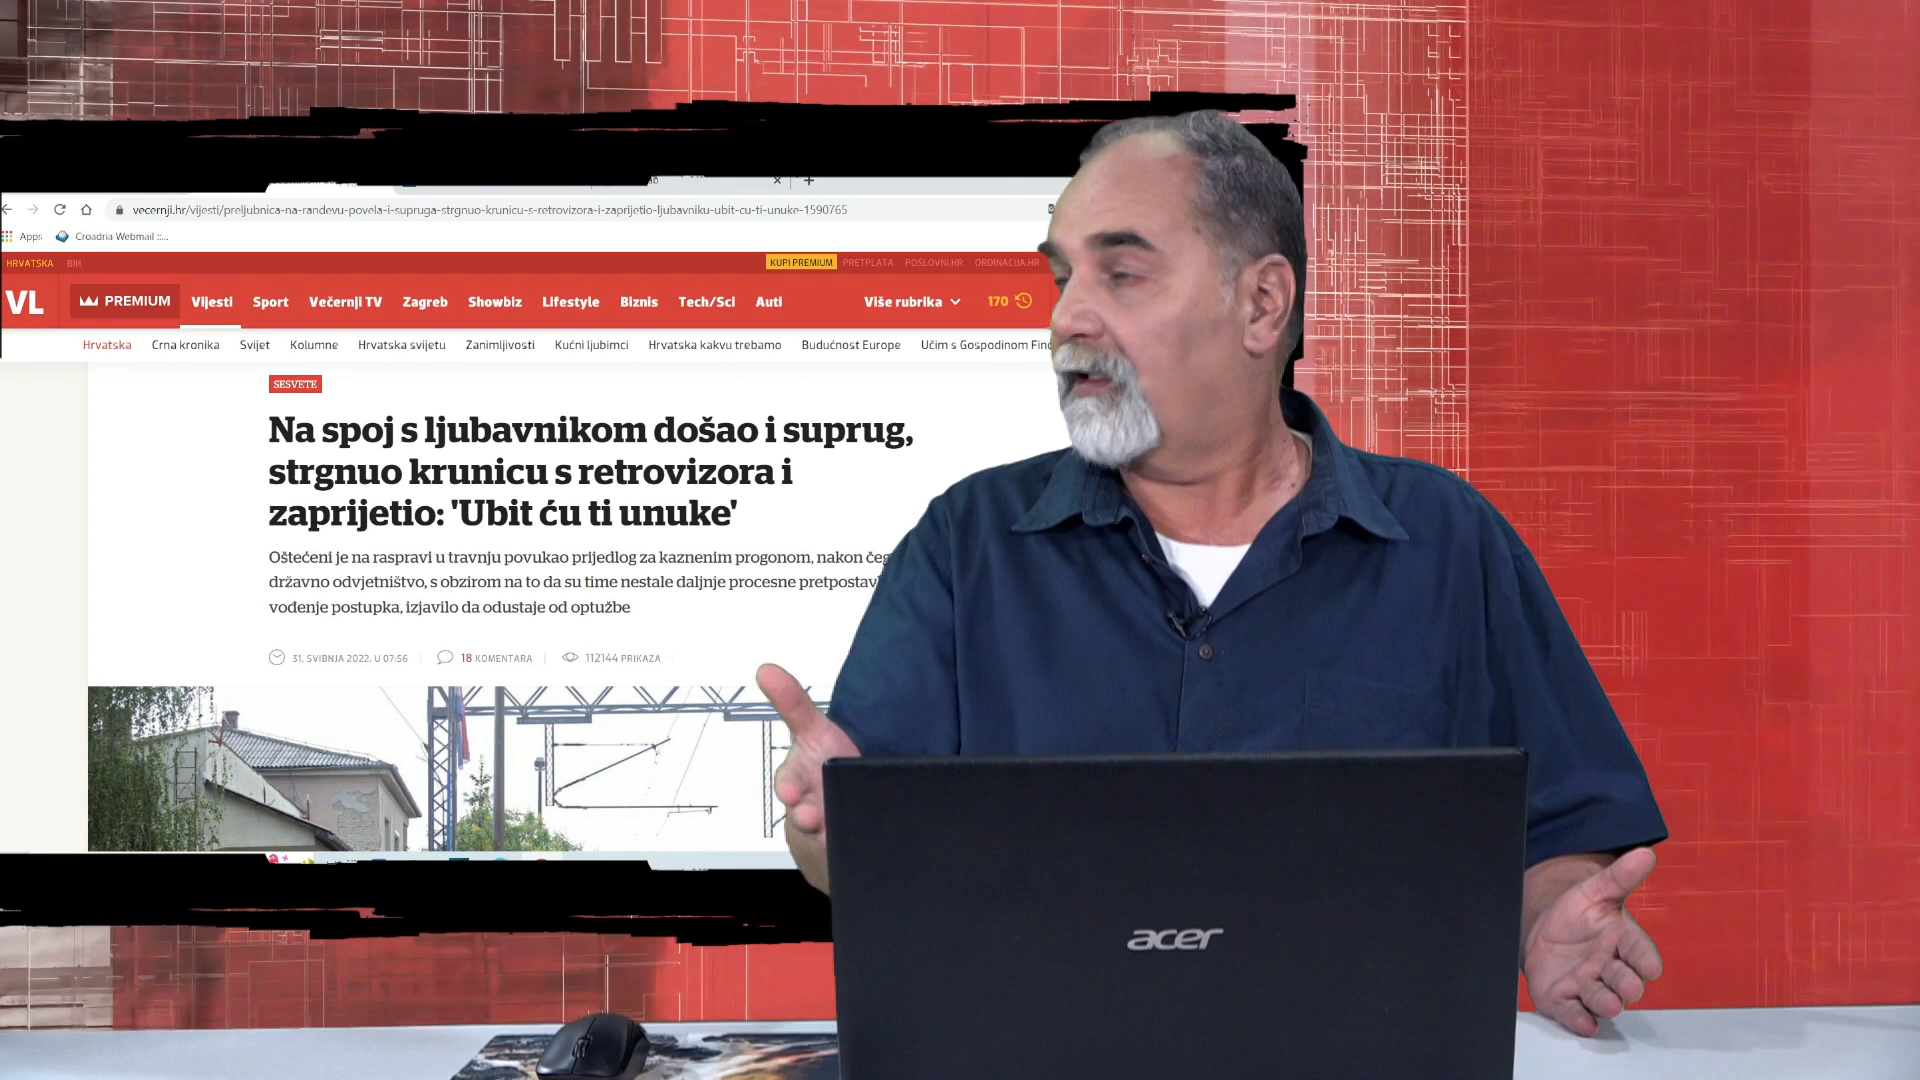 vecernji.hr/vijesti/preljubnica-na-randevu-povela-i-supruga-strgnuo-krunicu-s-retrovizora-i-zaprijetio-ljubavniku-ubit-cu-ti-unuke-1590765
Apps Croadria Webmail ::...
HRVATSKA BIH KUPI PREMIUM PRETPLATA POSLOVNI.HR ORDINACIJA.HR
VL PREMIUM Vijesti Sport Večernji TV Zagreb Showbiz Lifestyle Biznis Tech/Sci Auti Više rubrika 170
Hrvatska Crna kronika Svijet Kolumne Hrvatska svijetu Zanimljivosti Kućni ljubimci Hrvatska kakvu trebamo Budućnost Europe Učim s Gospodinom
SESVETE
Na spoj s ljubavnikom došao i suprug,
strgnuo krunicu s retrovizora i
zaprijetio: 'Ubit ću ti unuke'
Oštećeni je na raspravi u travnju povukao prijedlog za kaznenim progonom, nakon
državno odvjetništvo, s obzirom na to da su time nestale daljnje procesne
vođenje postupka, izjavilo da odustaje od optužbe
31. SVIBNJA 2022. U 07:56 18 KOMENTARA 112144 PRIKAZA
acer